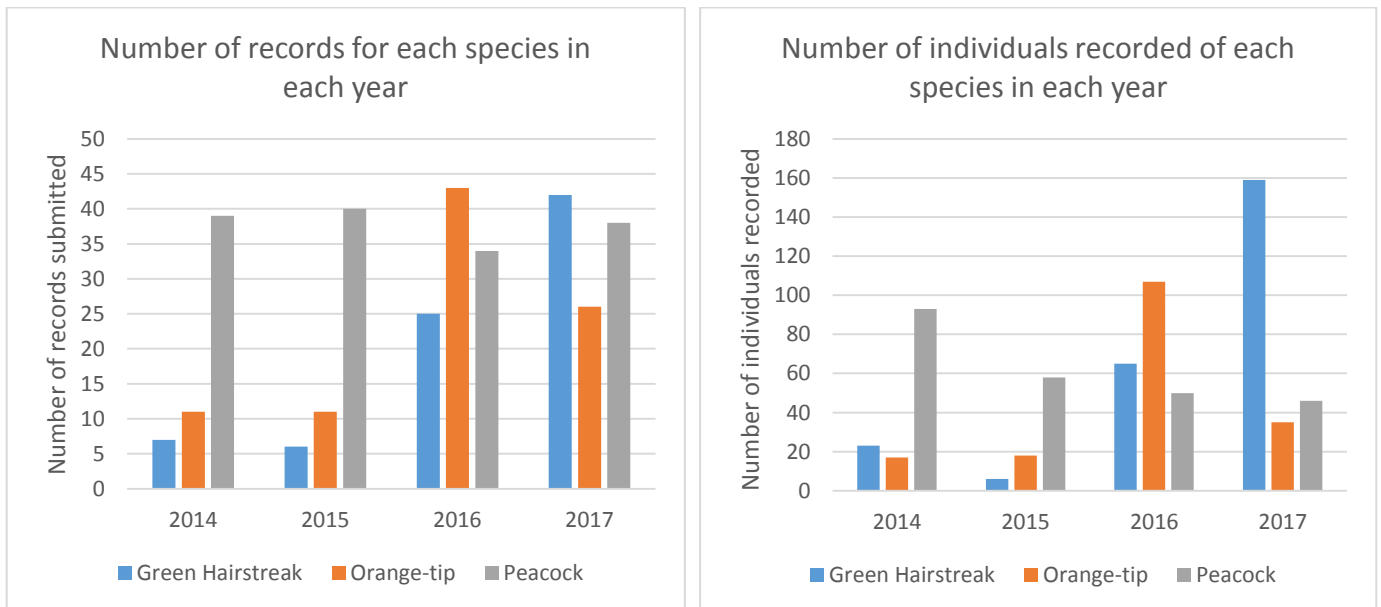 Number of records for each species in
each year
Number of records submitted
50
45
40
35
30
25
20
15
10
5
0
2014 2015 2016 2017
Green Hairstreak Orange-tip Peacock
Number of individuals recorded of each
species in each year
Number of individuals recorded
180
160
140
120
100
80
60
40
20
0
2014 2015 2016 2017
Green Hairstreak Orange-tip Peacock